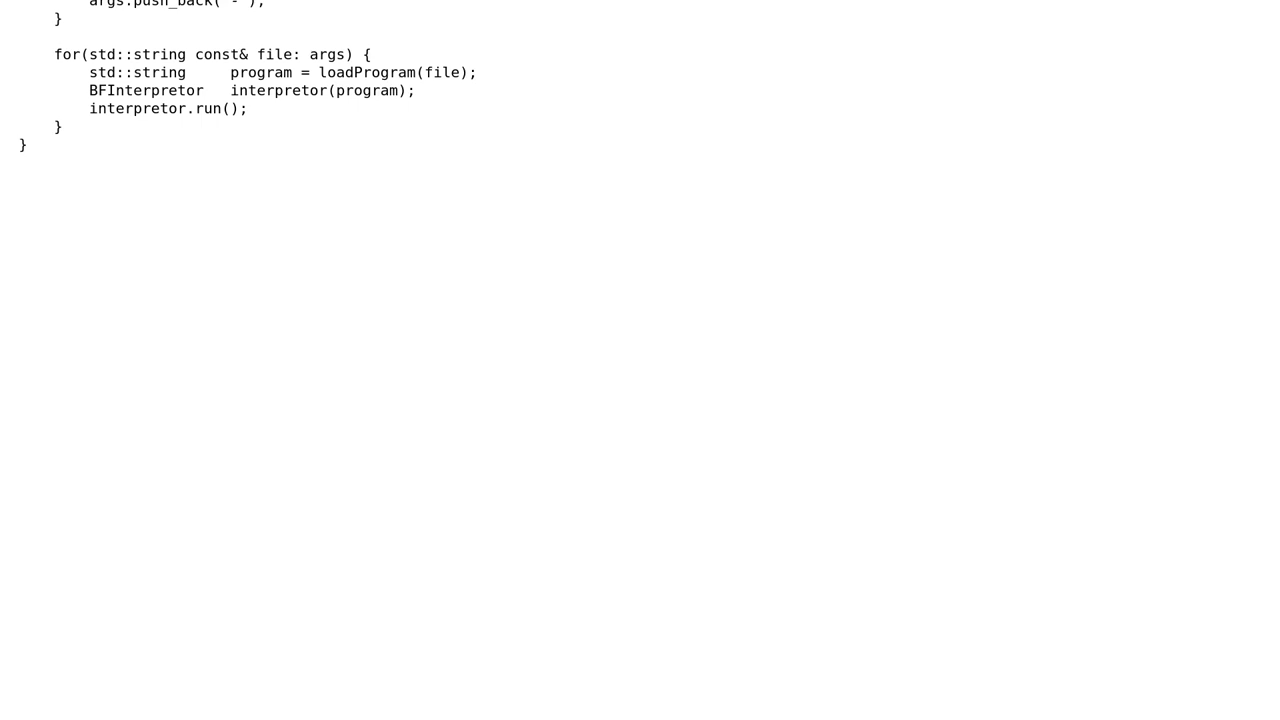 args.push_back("-");
    }

    for(std::string const& file: args) {
        std::string     program = loadProgram(file);
        BFInterpretor   interpretor(program);
        interpretor.run();
    }
}